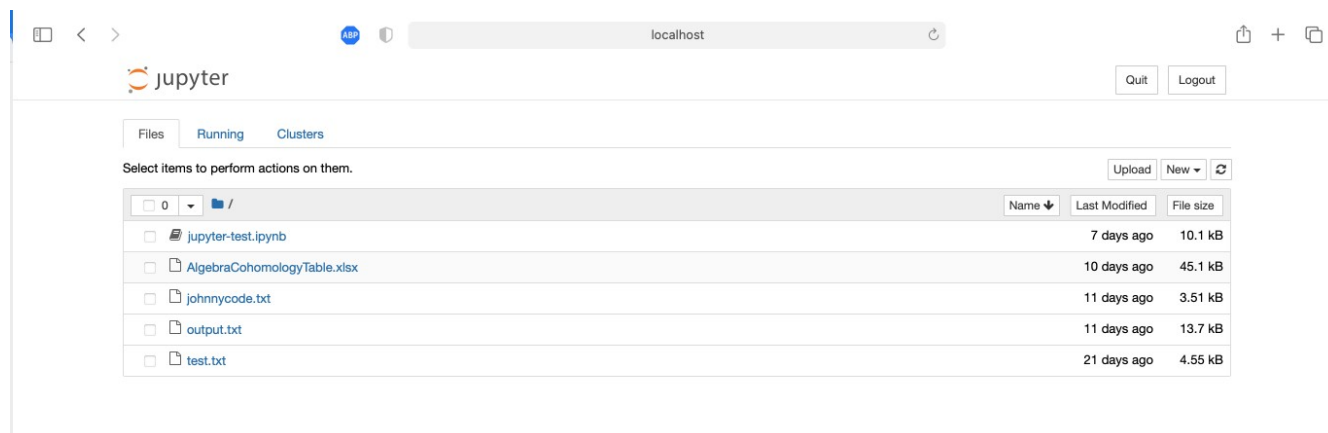 ABP localhost
jupyter Quit Logout
Files Running Clusters
Select items to perform actions on them. Upload New
0 / Name Last Modified File size
jupyter-test.ipynb 7 days ago 10.1 kB
AlgebraCohomologyTable.xlsx 10 days ago 45.1 kB
johnnycode.txt 11 days ago 3.51 kB
output.txt 11 days ago 13.7 kB
test.txt 21 days ago 4.55 kB